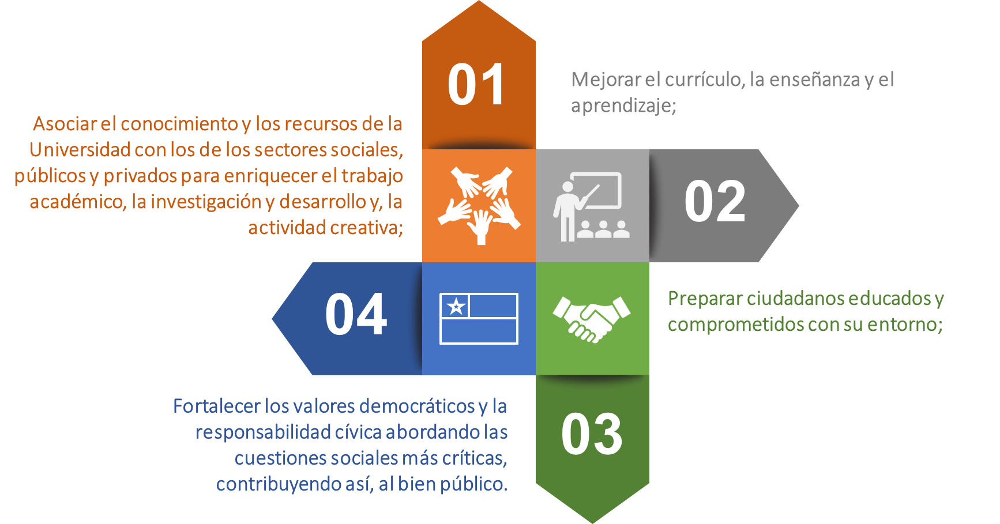 01
Asociar el conocimiento y los recursos de la
Universidad con los de los sectores sociales,
públicos y privados para enriquecer el trabajo
académico, la investigación y desarrollo y, la
actividad creativa;
02
Mejorar el currículo, la enseñanza y el
aprendizaje;
03
Preparar ciudadanos educados y
comprometidos con su entorno;
04
Fortalecer los valores democráticos y la
responsabilidad cívica abordando las
cuestiones sociales más críticas,
contribuyendo así, al bien público.